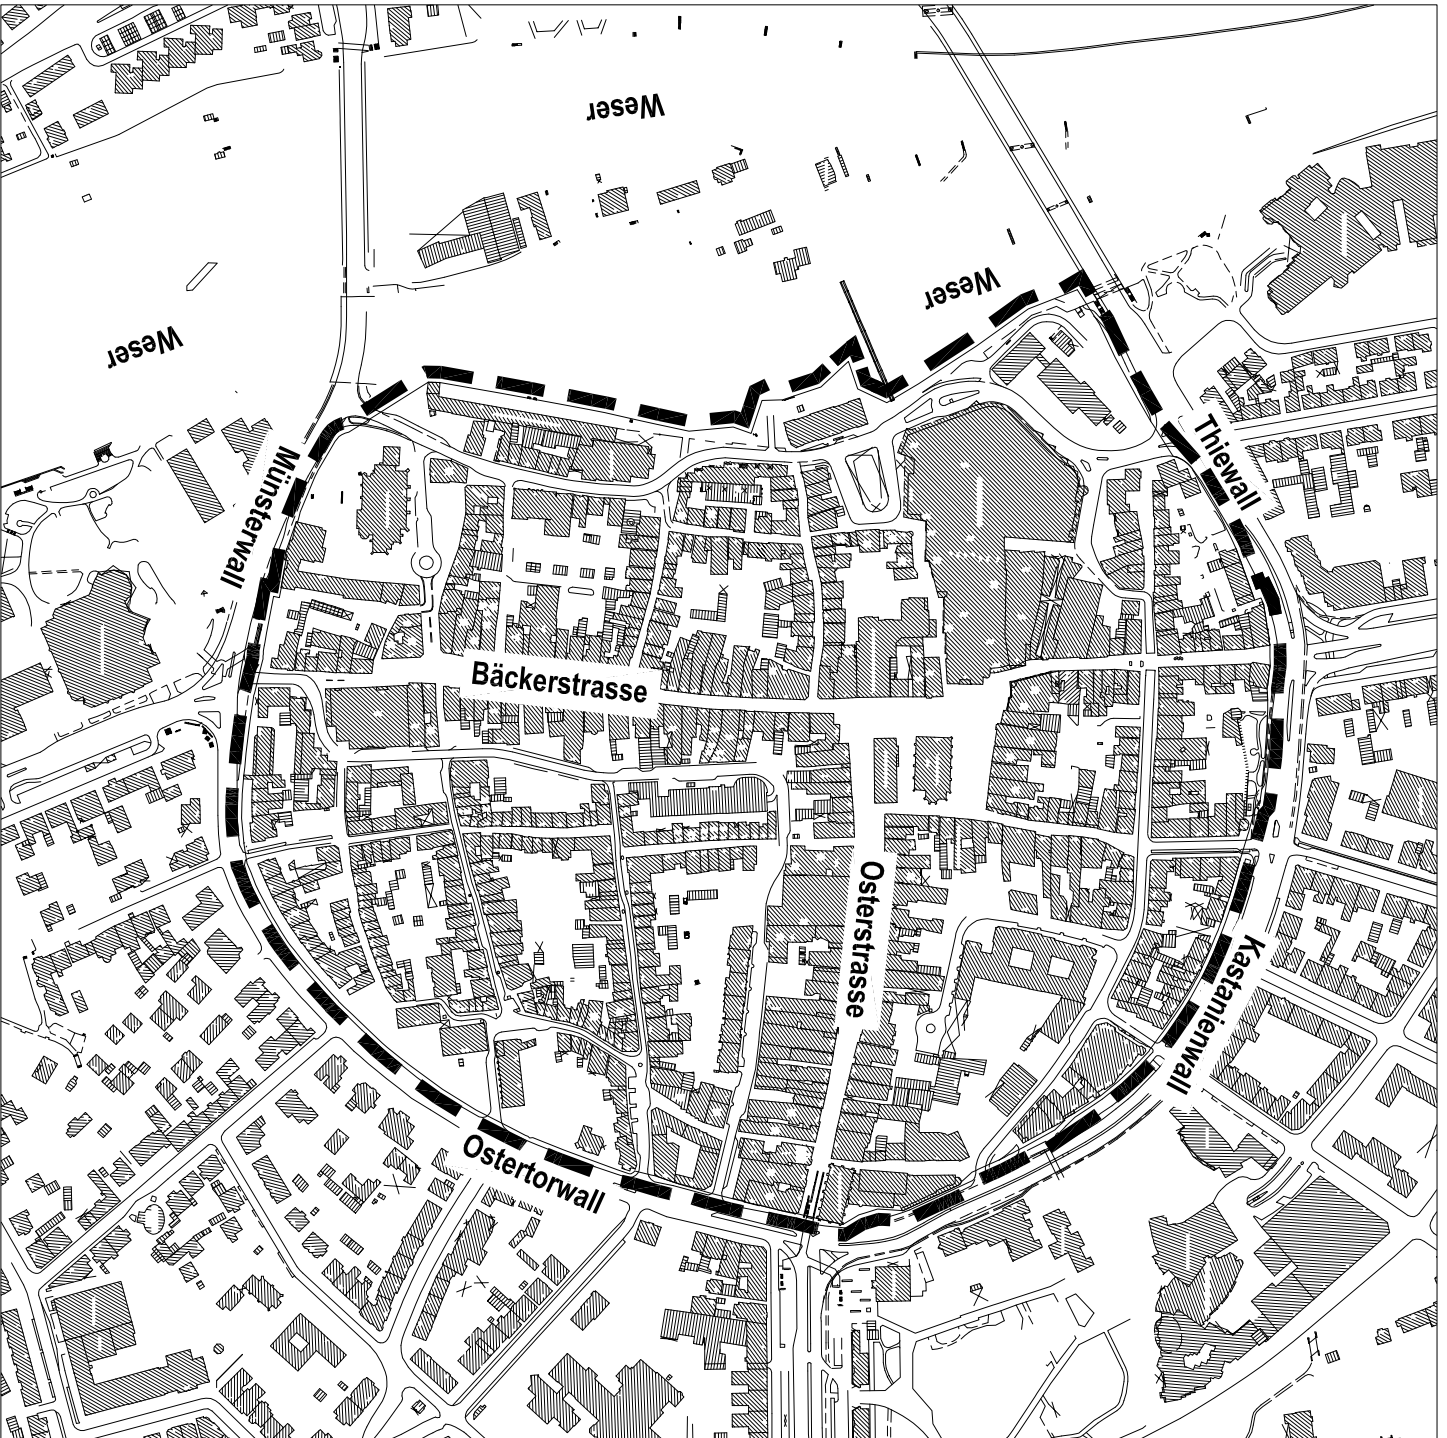 Weser
Weser
Weser
Münsterwall
Thiewall
Bäckerstrasse
Osterstrasse
Kastanienwall
Ostertorwall